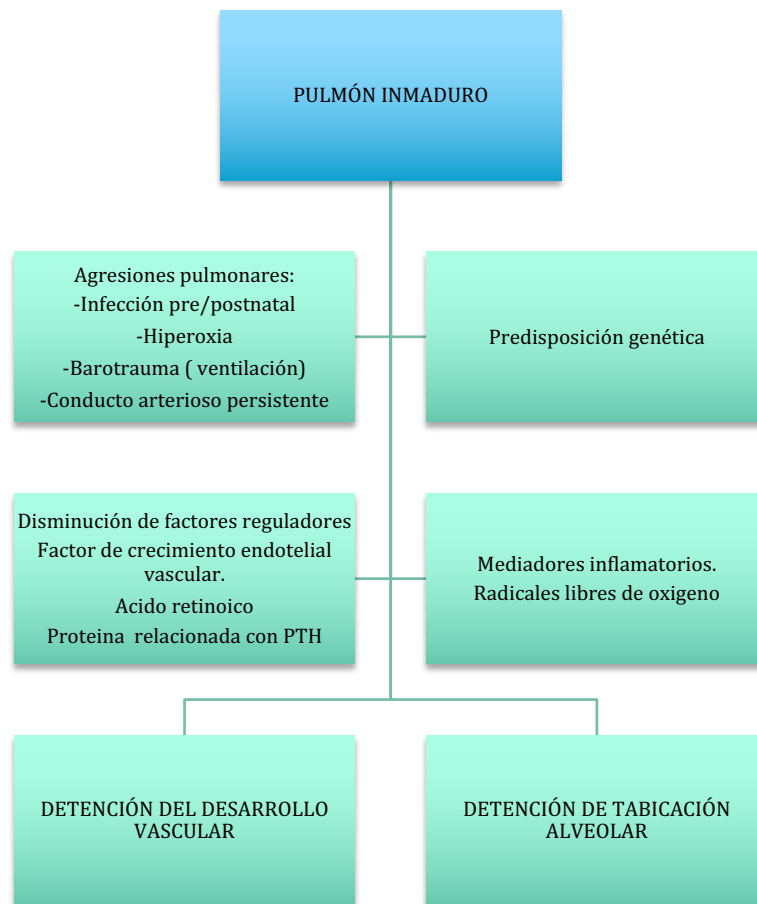 PULMÓN INMADURO
Agresiones pulmonares:
-Infección pre/postnatal
-Hiperoxia
-Barotrauma ( ventilación)
-Conducto arterioso persistente
Predisposición genética
Disminución de factores reguladores
Factor de crecimiento endotelial
vascular.
Acido retinoico
Proteina relacionada con PTH
Mediadores inflamatorios.
Radicales libres de oxigeno
DETENCIÓN DEL DESARROLLO
VASCULAR
DETENCIÓN DE TABICACIÓN
ALVEOLAR